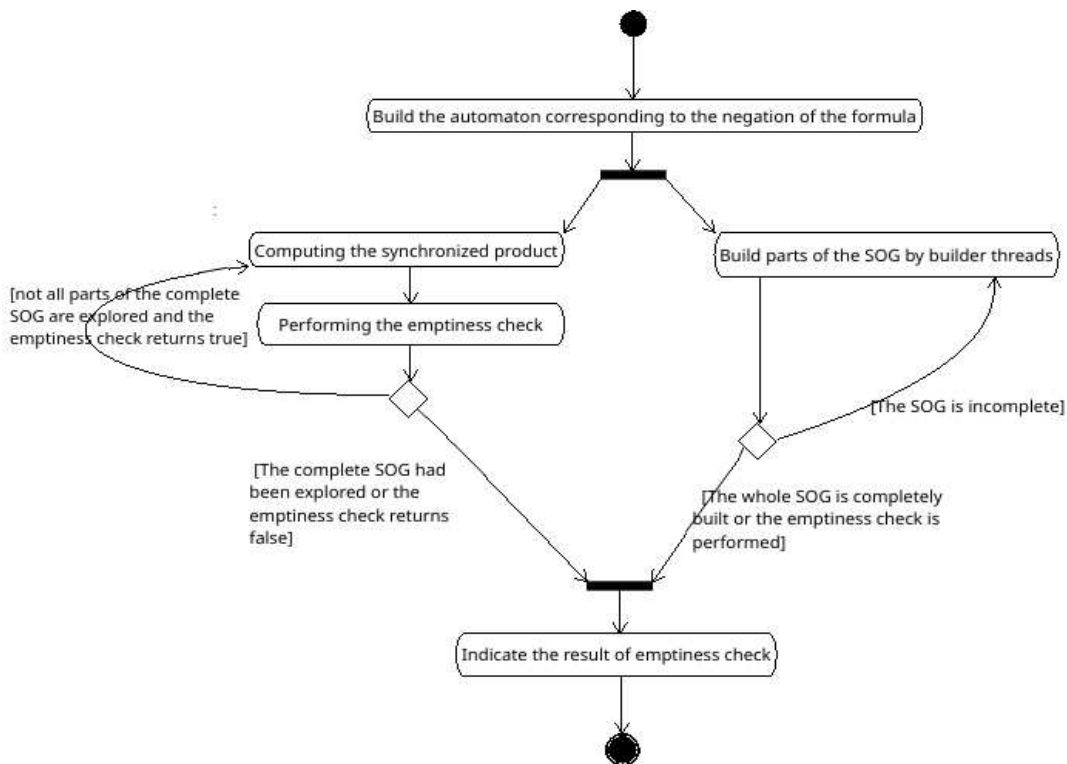 Build the automaton corresponding to the negation of the formula
:
Computing the synchronized product
Build parts of the SOG by builder threads
[not all parts of the complete
SOG are explored and the
emptiness check returns true]
Performing the emptiness check
[The SOG is incomplete]
[The complete SOG had
been explored or the
emptiness check returns
false]
[The whole SOG is completely
built or the emptiness check is
performed]
Indicate the result of emptiness check